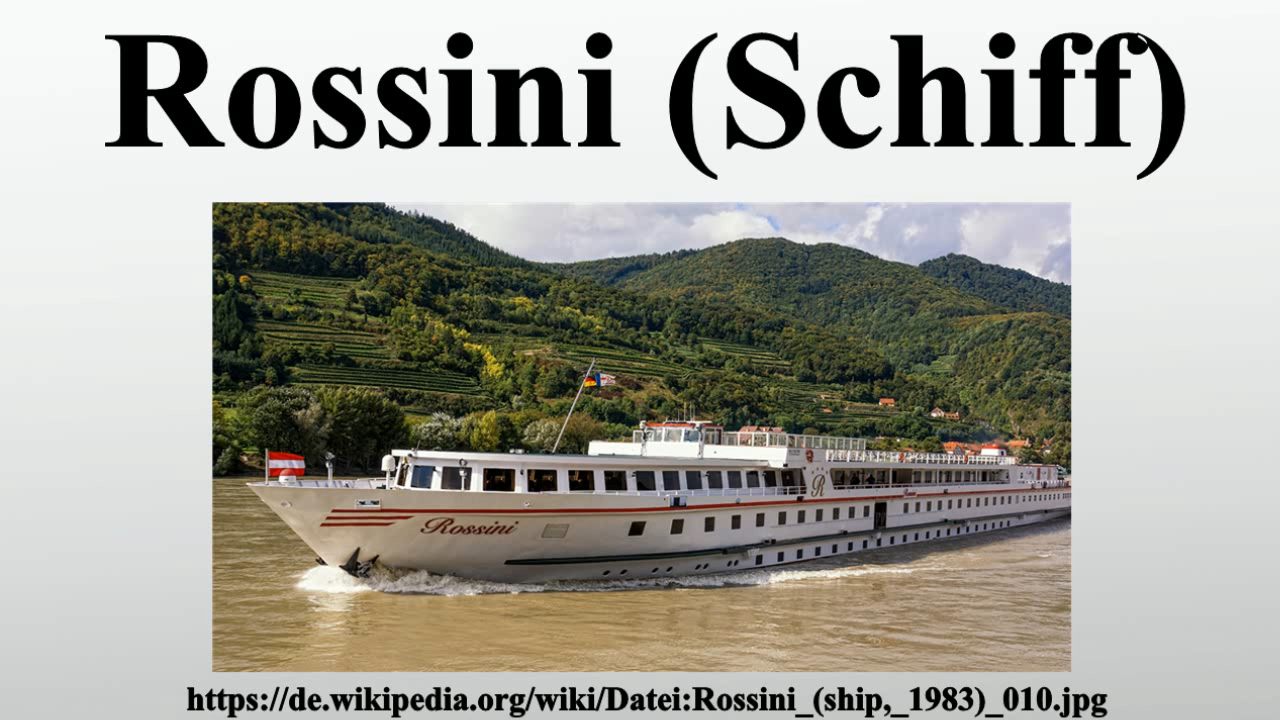 Rossini (Schiff)
R
Rossini
https://de.wikipedia.org/wiki/Datei:Rossini_(ship,_1983)_010.jpg